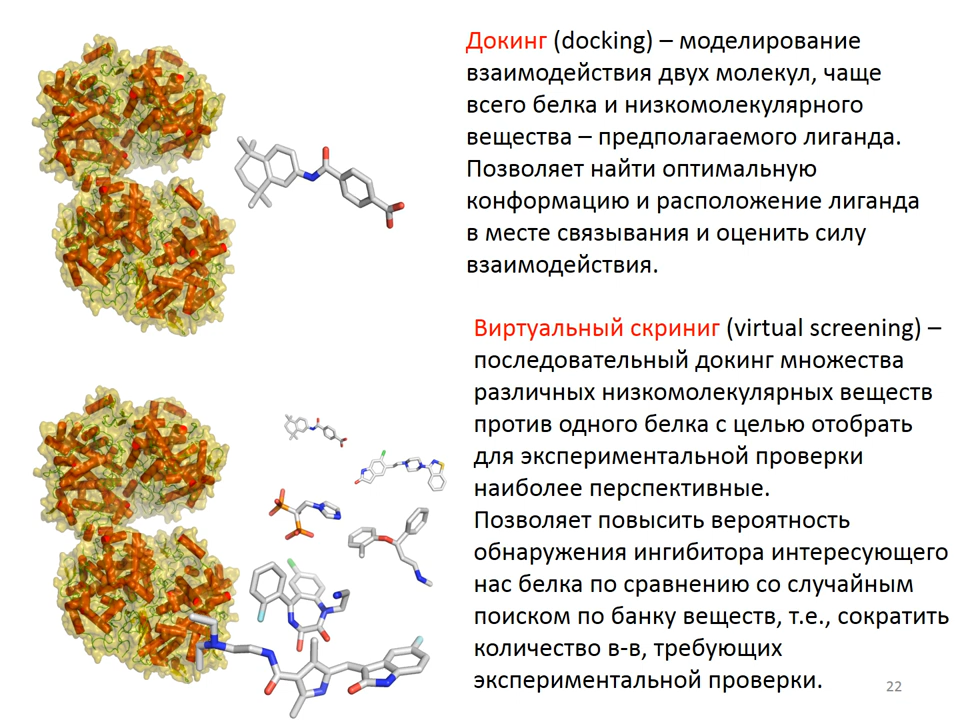 Докинг (docking) – моделирование
взаимодействия двух молекул, чаще
всего белка и низкомолекулярного
вещества – предполагаемого лиганда.
Позволяет найти оптимальную
конформацию и расположение лиганда
в месте связывания и оценить силу
взаимодействия.
Виртуальный скриниг (virtual screening) –
последовательный докинг множества
различных низкомолекулярных веществ
против одного белка с целью отобрать
для экспериментальной проверки
наиболее перспективные.
Позволяет повысить вероятность
обнаружения ингибитора интересующего
нас белка по сравнению со случайным
поиском по банку веществ, т.е., сократить
количество в-в, требующих
экспериментальной проверки.
22